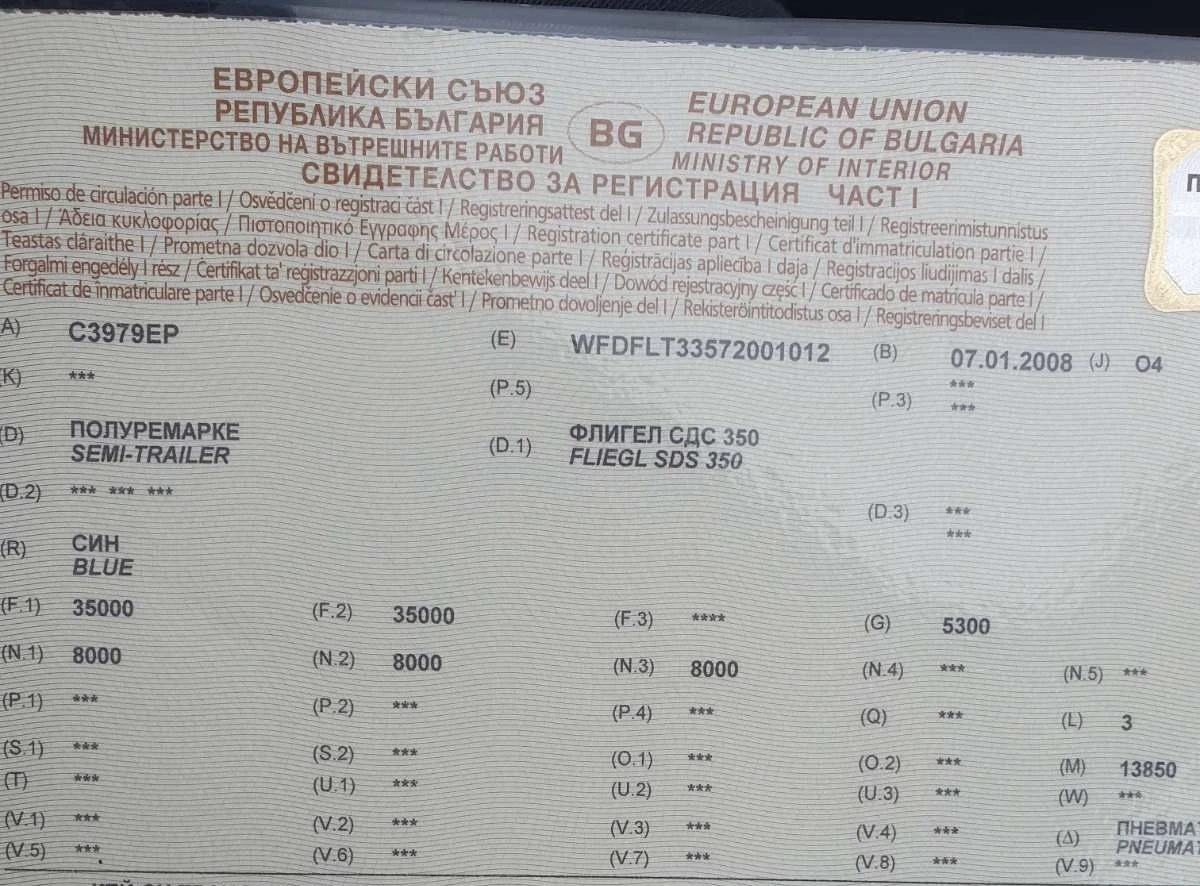 ЕВРОПЕЙСКИ СЪЮЗ
РЕПУБЛИКА БЪЛГАРИЯ
МИНИСТЕРСТВО НА ВЪТРЕШНИТЕ РАБОТИ
BG
EUROPEAN UNION
REPUBLIC OF BULGARIA
MINISTRY OF INTERIOR
СВИДЕТЕЛСТВО ЗА РЕГИСТРАЦИЯ ЧАСТ I
Permiso de circulación parte I / Osvědčení o registraci část I / Registreringsattest del I / Zulassungsbescheinigung teil I / Registreerimistunnistus
osa I / Άδεια κυκλοφορίας / Πιστοποιητικό Εγγραφής Μέρος I / Registration certificate part I / Certificat d'immatriculation partie I /
Teastas cláraithe I / Prometna dozvola dio I / Carta di circolazione parte I / Reģistrācijas apliecība I daja / Registracijos liudijimas I dalis /
Forgalmi engedély I rész / Certifikat ta' registrazzjoni parti I / Kentekenbewijs deel I / Dowód rejestracyjny część I / Certificado de matrícula parte I /
Certificat de înmatriculare parte I / Osvedčenie o evidencii časť I / Prometno dovoljenje del I / Rekisteröintitodistus osa I / Registreringsbeviset del I
A) C3979EP (E) WFDFLT33572001012 (B) 07.01.2008 (J) O4
K) *** (P.5) (P.3) ***
***
(D) ПОЛУРЕМАРКЕ (D.1) ФЛИГЕЛ СДС 350
SEMI-TRAILER FLIEGL SDS 350
(D.2) *** *** *** (D.3) ***
***
(R) СИН
BLUE
(F.1) 35000 (F.2) 35000 (F.3) **** (G) 5300
(N.1) 8000 (N.2) 8000 (N.3) 8000 (N.4) *** (N.5) ***
(P.1) *** (P.2) *** (P.4) *** (Q) *** (L) 3
(S.1) *** (S.2) *** (O.1) *** (O.2) *** (M) 13850
(T) *** (U.1) *** (U.2) *** (U.3) *** (W) ***
(V.1) *** (V.2) *** (V.3) *** (V.4) *** (Δ) ПНЕВМАТ
PNEUMAT
(V.5) *** (V.6) *** (V.7) *** (V.8) *** (V.9) ***